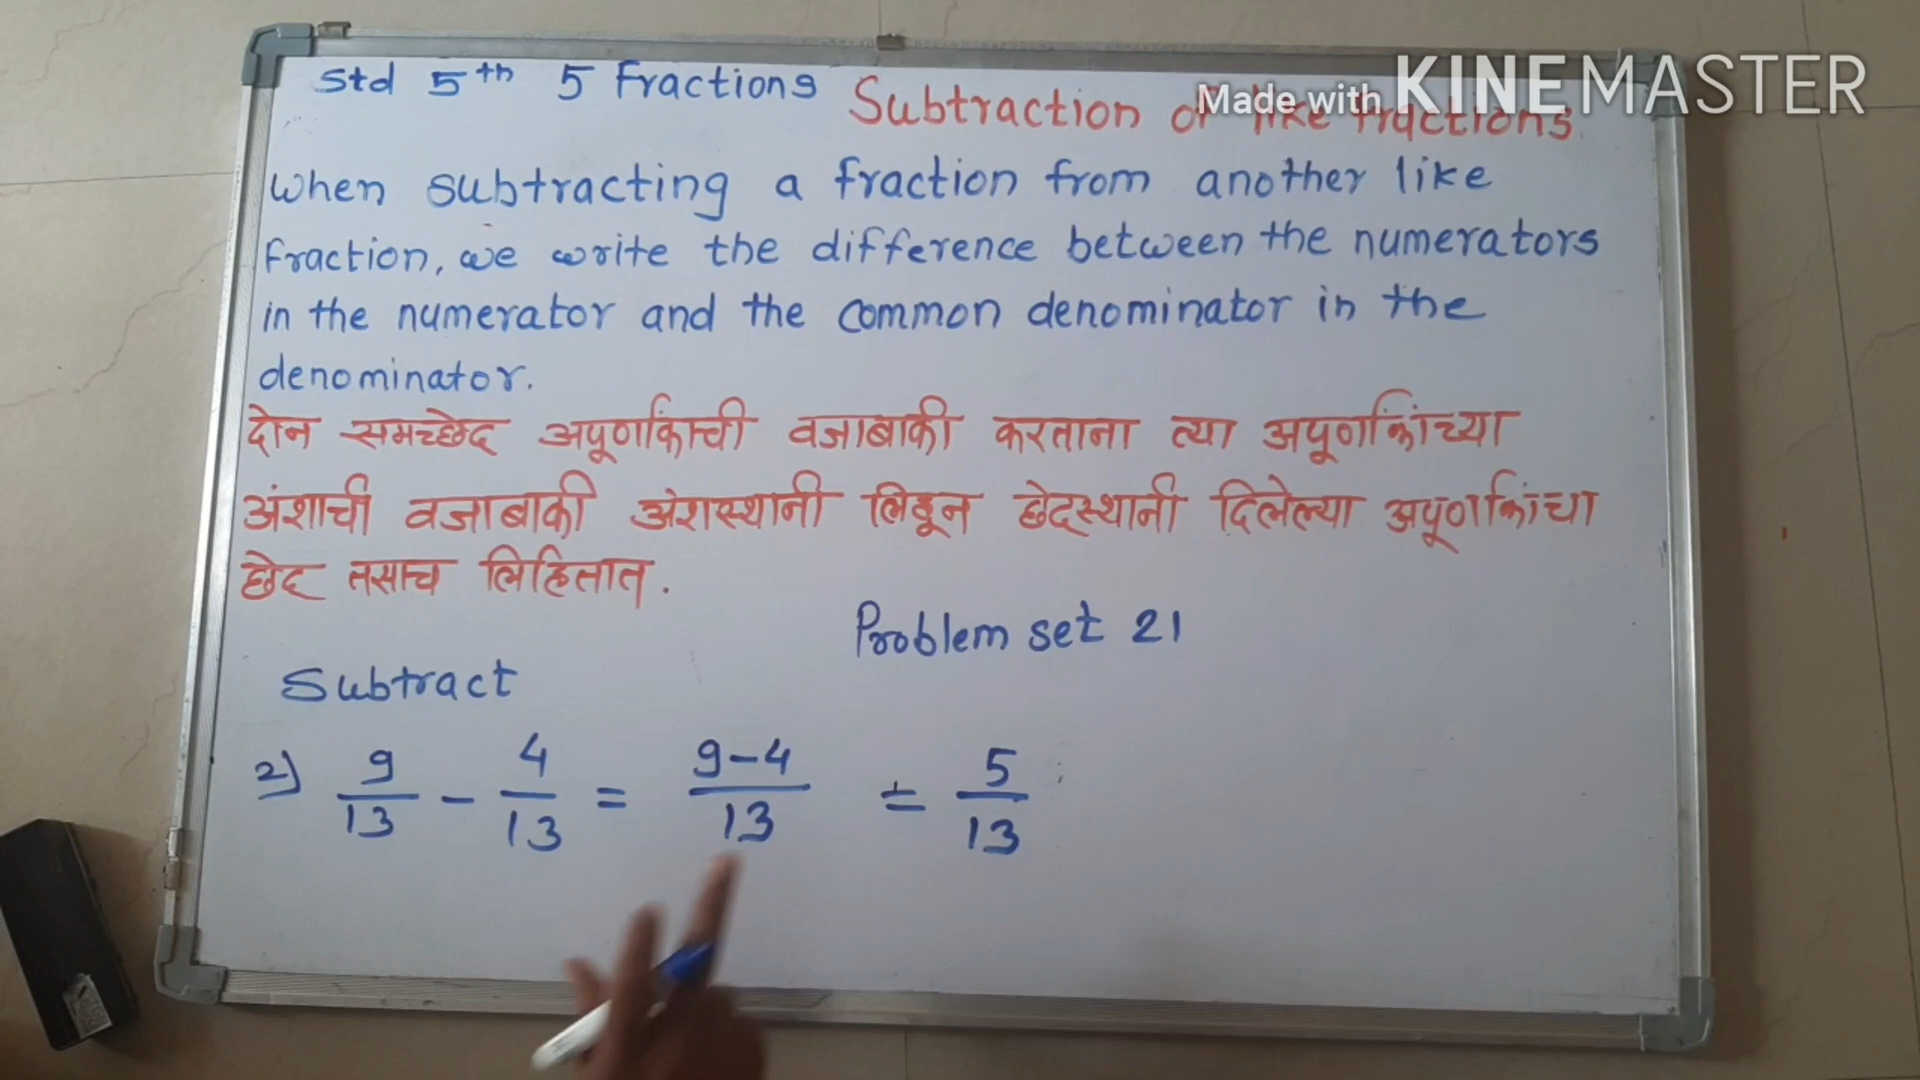 Std 5th 5 Fractions Subtraction of like fractions
Made with KINEMASTER
When subtracting a fraction from another like
fraction, we write the difference between the numerators
in the numerator and the common denominator in the
denominator.
दोन समच्छेद अपूर्णांकांची वजाबाकी करताना त्या अपूर्णांकांच्या
अंशाची वजाबाकी अंशस्थानी लिहून छेदस्थानी दिलेल्या अपूर्णांकांचा
छेद तसाच लिहितात.
Problem set 21
Subtract
2) 9/13 - 4/13 = 9-4/13 = 5/13